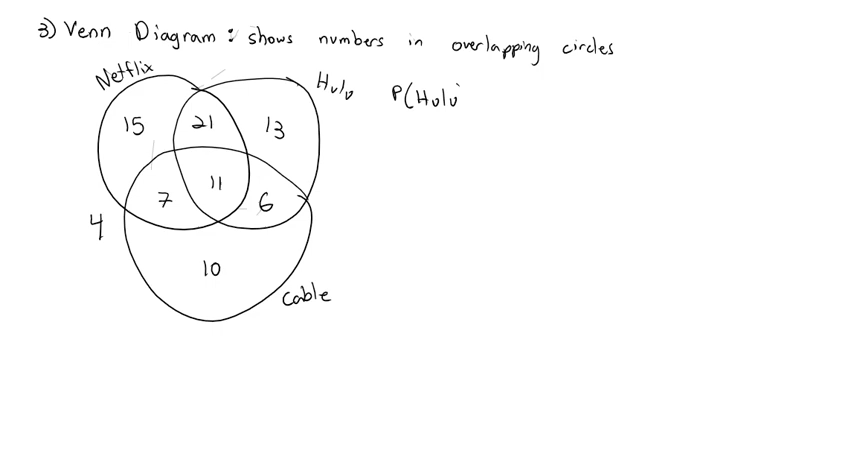 3) Venn Diagram: shows numbers in overlapping circles
Netflix
Hulu
P(Hulu
15
21
13
11
7
6
4
10
cable